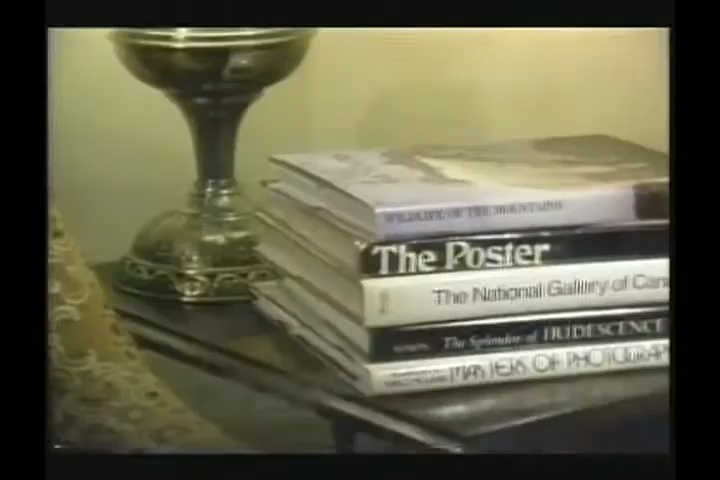 WILDLIFE OF THE MOUNTAINS
The Poster
The National Gallery of Can
The Splendor of IRIDESCENCE
MASTERS OF PHOTOGRAP